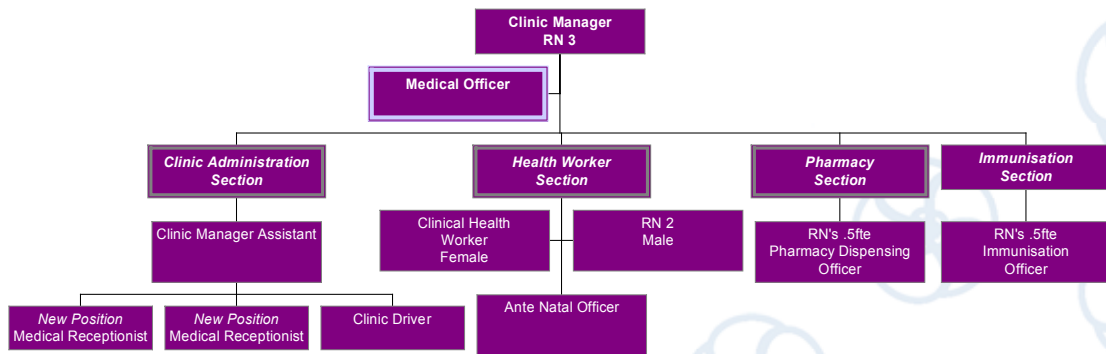 Clinic Manager
RN 3
Medical Officer
Clinic Administration
Section
Health Worker
Section
Pharmacy
Section
Immunisation
Section
Clinic Manager Assistant
Clinical Health
Worker
Female
RN 2
Male
RN's .5fte
Pharmacy Dispensing
Officer
RN's .5fte
Immunisation
Officer
New Position
Medical Receptionist
New Position
Medical Receptionist
Clinic Driver
Ante Natal Officer